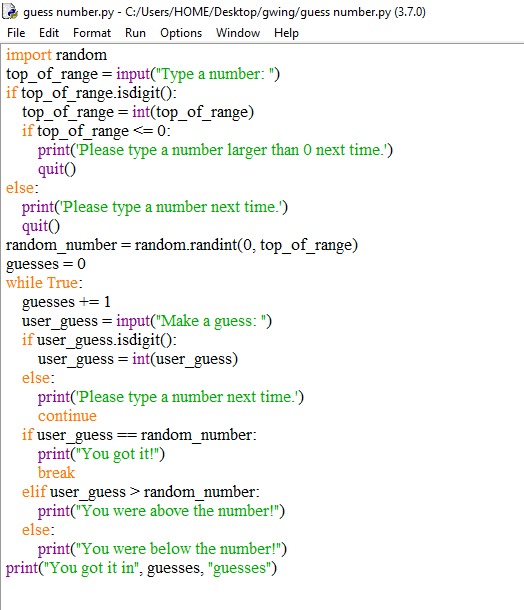 guess number.py - C:/Users/HOME/Desktop/gwing/guess number.py (3.7.0)
File Edit Format Run Options Window Help
import random
top_of_range = input("Type a number: ")
if top_of_range.isdigit():
    top_of_range = int(top_of_range)
    if top_of_range <= 0:
        print('Please type a number larger than 0 next time.')
        quit()
else:
    print('Please type a number next time.')
    quit()
random_number = random.randint(0, top_of_range)
guesses = 0
while True:
    guesses += 1
    user_guess = input("Make a guess: ")
    if user_guess.isdigit():
        user_guess = int(user_guess)
    else:
        print('Please type a number next time.')
        continue
    if user_guess == random_number:
        print("You got it!")
        break
    elif user_guess > random_number:
        print("You were above the number!")
    else:
        print("You were below the number!")
print("You got it in", guesses, "guesses")